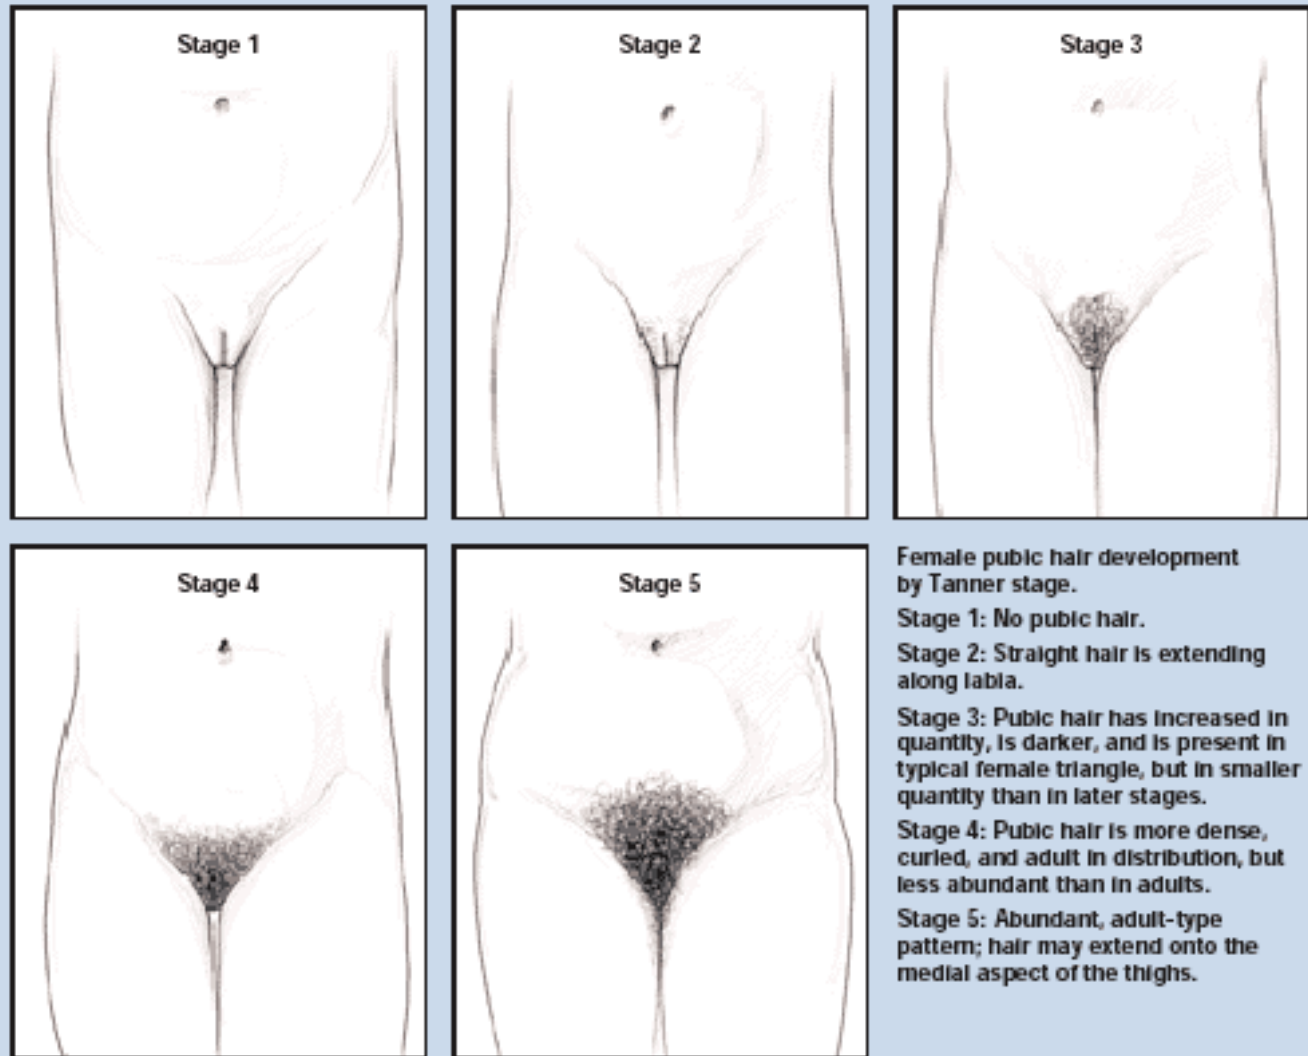 Stage 1
Stage 2
Stage 3
Stage 4
Stage 5
Female pubic hair development
by Tanner stage.
Stage 1: No pubic hair.
Stage 2: Straight hair is extending
along labia.
Stage 3: Pubic hair has increased in
quantity, is darker, and is present in
typical female triangle, but in smaller
quantity than in later stages.
Stage 4: Pubic hair is more dense,
curled, and adult in distribution, but
less abundant than in adults.
Stage 5: Abundant, adult-type
pattern; hair may extend onto the
medial aspect of the thighs.